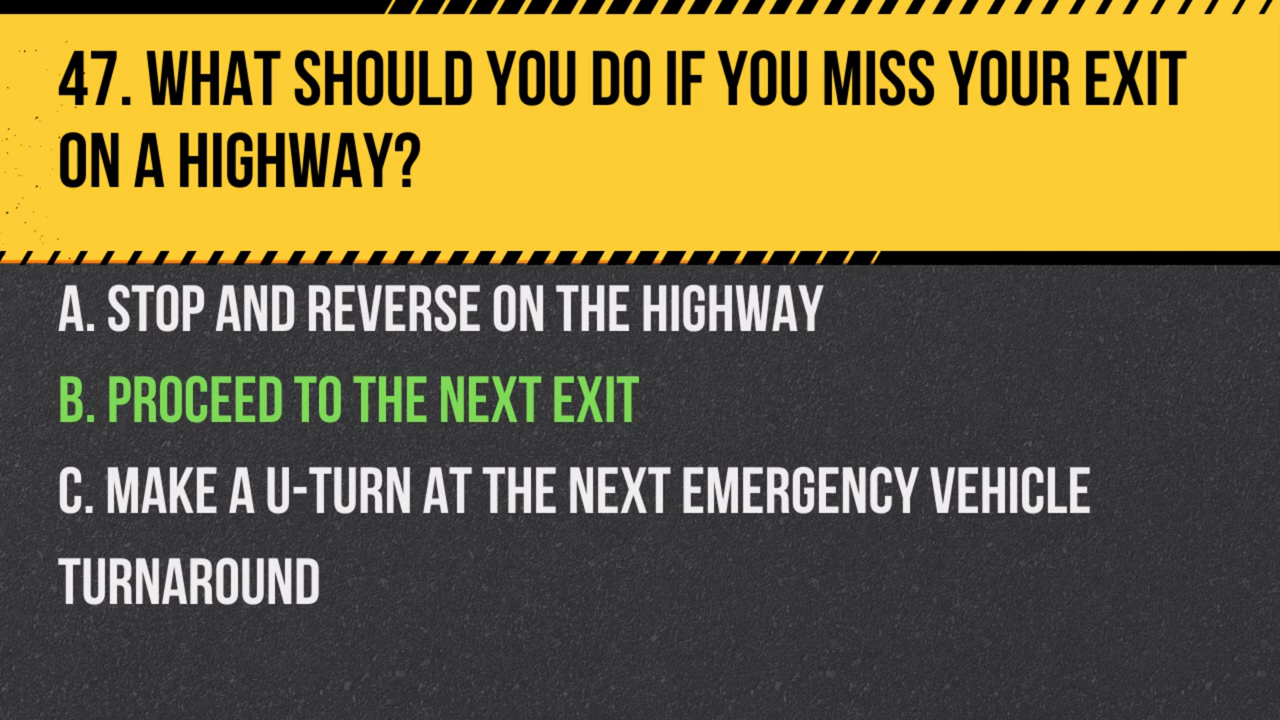 47. WHAT SHOULD YOU DO IF YOU MISS YOUR EXIT
ON A HIGHWAY?
A. STOP AND REVERSE ON THE HIGHWAY
B. PROCEED TO THE NEXT EXIT
C. MAKE A U-TURN AT THE NEXT EMERGENCY VEHICLE
TURNAROUND